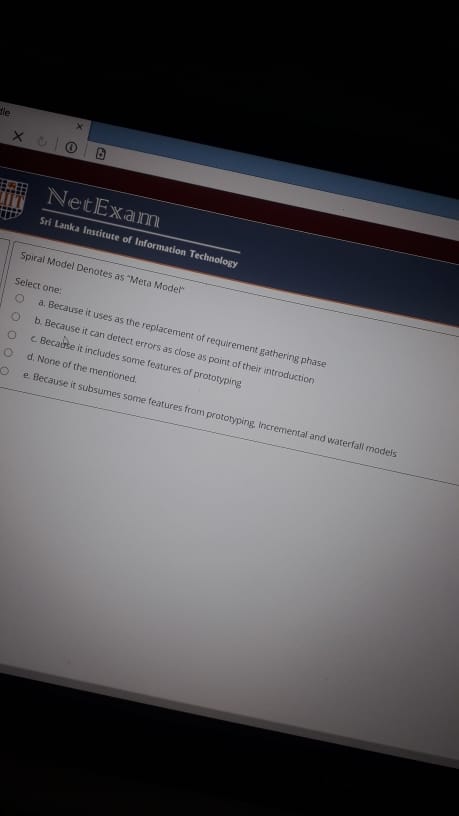 dle
NetExam
Sri Lanka Institute of Information Technology
Spiral Model Denotes as "Meta Model"
Select one:
a. Because it uses as the replacement of requirement gathering phase
b. Because it can detect errors as close as point of their introduction
c. Because it includes some features of prototyping
d. None of the mentioned.
e. Because it subsumes some features from prototyping, Incremental and waterfall models